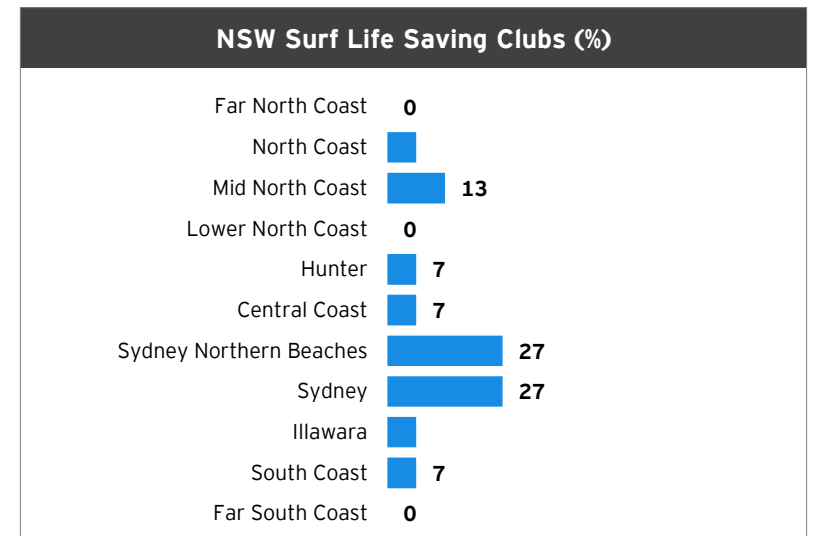 NSW Surf Life Saving Clubs (%)
Far North Coast 0
North Coast
Mid North Coast 13
Lower North Coast 0
Hunter 7
Central Coast 7
Sydney Northern Beaches 27
Sydney 27
Illawara
South Coast 7
Far South Coast 0